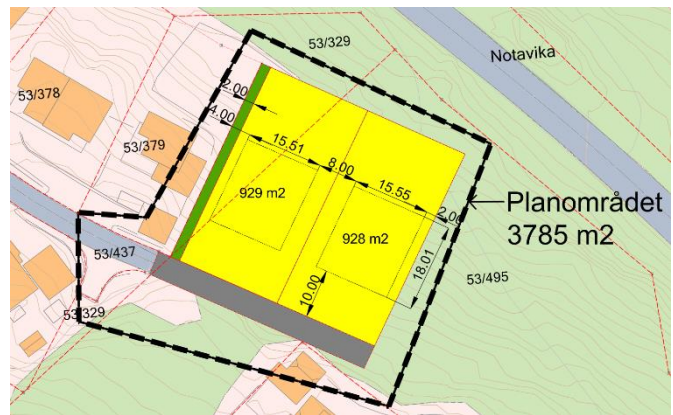 53/329
Notavika
53/378
2.00
4.00
53/379
15.51
8.00
15.55
2.00
929 m2
928 m2
Planområdet
3785 m2
18.01
10.00
53/437
53/495
53/329